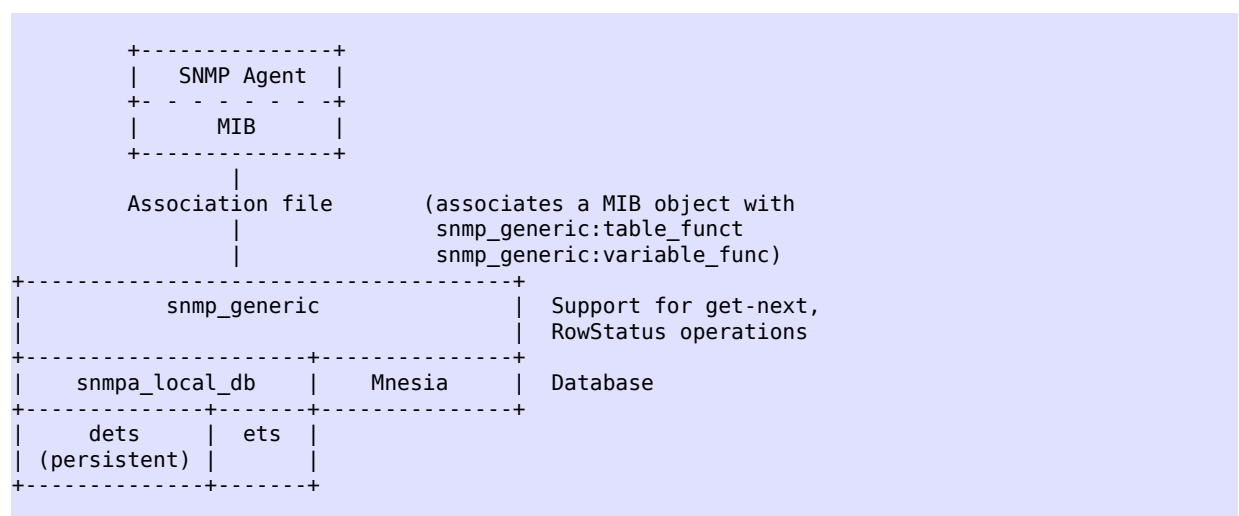 +---------------+
|   SNMP Agent  |
+- - - - - - - -+
|      MIB      |
+---------------+
|
Association file       (associates a MIB object with
|               snmp_generic:table_funct
|               snmp_generic:variable_func)
+--------------------------------------+
|           snmp_generic               |  Support for get-next,
|                                      |  RowStatus operations
+----------------------+---------------+
|    snmpa_local_db    |    Mnesia     |  Database
+--------------+-------+---------------+
|     dets     |  ets  |
| (persistent) |       |
+--------------+-------+